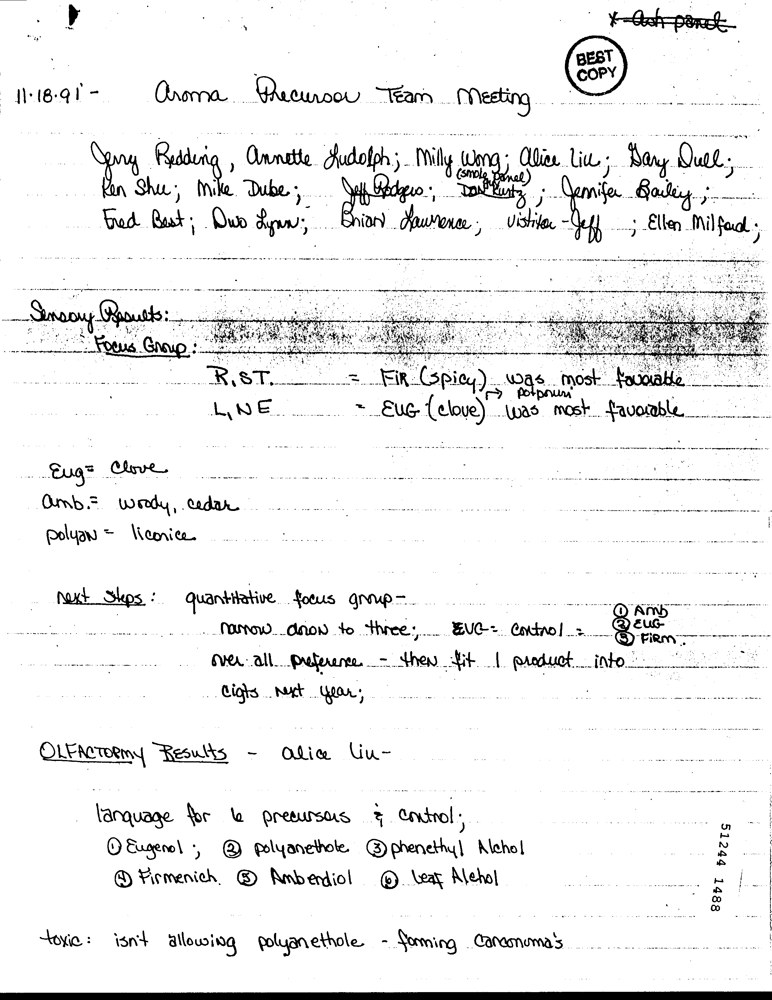 * Ash panel
BEST
COPY
11·18·91 - Aroma Precursor Team Meeting
Jerry Redding, Annette Ludolph; Milly Wong; Alice Liu; Gary Duell;
(smoke panel)
Ken Shu; Mike Dube; Jeff Rodgers; Kurtz; Jennifer Bailey;
Fred Best; Lynn; Brian Lawrence; Vistitor - Jeff ; Ellen Milford;
Sensory Results:
Focus Group:
R, ST. = FIR (spicy) was most favorable
→ potpourri
L, NE = EUG (clove) was most favorable
Eug = clove
amb. = woody, cedar
polyan = licorice
next steps: quantitative focus group -
narrow down to three; EUG = control = ① Amb
② EUG
③ FIRM.
over all preference - then fit 1 product into
cigts next year;
OLFACTORMY RESULTS - Alice Liu -
language for 6 precursors & control;
① Eugenol; ② polyanethole ③ phenethyl Alchol
④ Firmenich. ⑤ Amberdiol ⑥ leaf Alchol
toxic: isn't allowing polyanethole - forming carconoma's
51244 1488